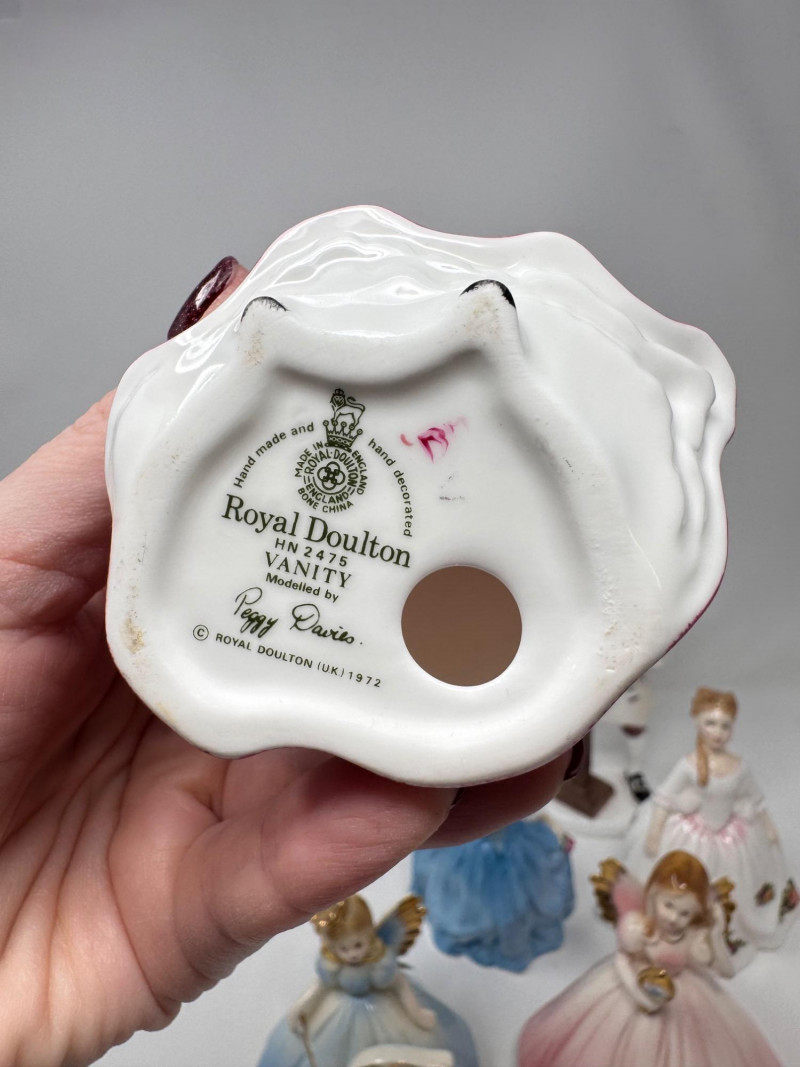 Hand made and hand decorated
MADE IN ENGLAND
ROYAL·DOULTON
ENGLAND
BONE CHINA
Royal Doulton
HN 2475
VANITY
Modelled by
Peggy Davies.
© ROYAL DOULTON (UK) 1972